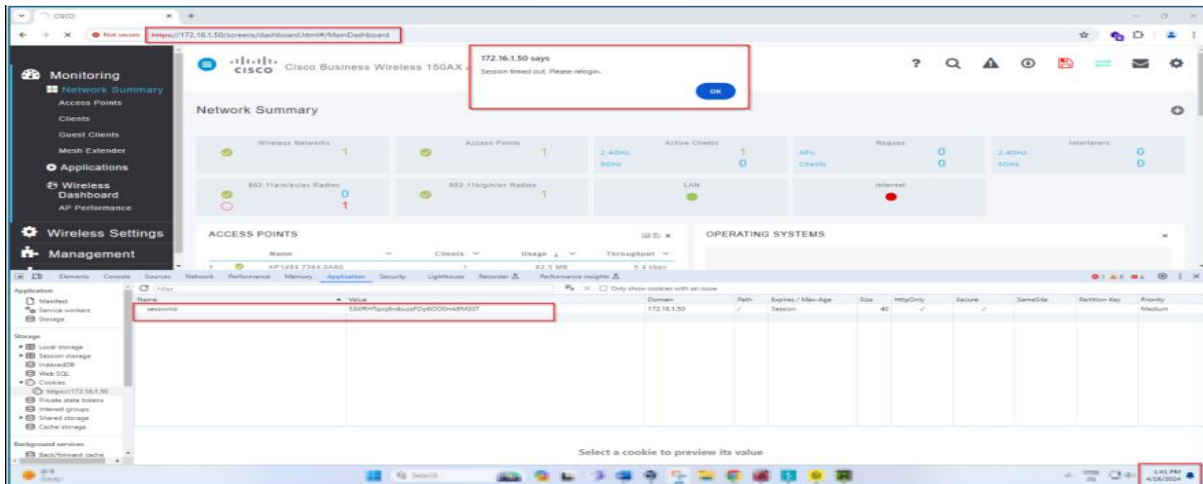 CISCO
Not secure https://172.16.1.50/screens/dashboard.html#/MainDashboard
CISCO Cisco Business Wireless 150AX
172.16.1.50 says
Session timed out. Please relogin.
OK
Monitoring
Network Summary
Access Points
Clients
Guest Clients
Mesh Extender
Applications
Wireless
Dashboard
AP Performance
Wireless Settings
Management
Network Summary
Wireless Networks
1
Access Points
1
Active Clients
2.4GHz 1
5GHz 0
Rogues
APs 0
Clients 0
Interferers
2.4GHz 0
5GHz 0
802.11a/n/ac/ax Radios
0
1
802.11b/g/n/ax Radios
1
LAN
Internet
ACCESS POINTS
Name Clients Usage Throughput
1 1 62.5 MB 5.4 kbps
OPERATING SYSTEMS
Elements Console Sources Network Performance Memory Application Security Lighthouse Recorder Performance insights
Application
Manifest
Service workers
Storage
Storage
Local storage
Session storage
IndexedDB
Web SQL
Cookies
https://172.16.1.50
Private state tokens
Interest groups
Shared storage
Cache storage
Background services
Back/forward cache
Filter
Only show cookies with an issue
Name Value Domain Path Expires / Max-Age Size HttpOnly Secure SameSite Partition Key Priority
sessionId 172.16.1.50 / Session 40 ✓ ✓ Medium
Select a cookie to preview its value
Search
1:41 PM
4/16/2024